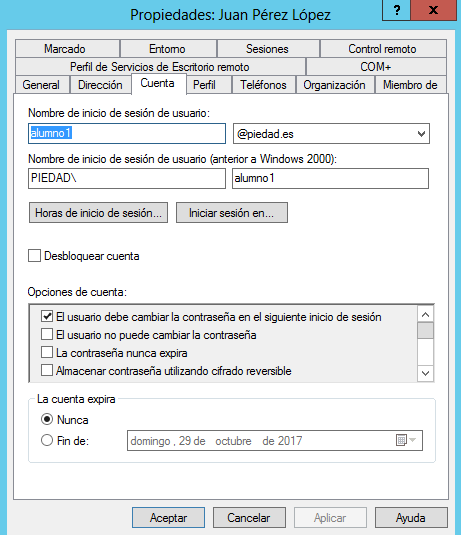 Propiedades: Juan Pérez López
? x
Marcado Entorno Sesiones Control remoto
Perfil de Servicios de Escritorio remoto COM+
General Dirección Cuenta Perfil Teléfonos Organización Miembro de
Nombre de inicio de sesión de usuario:
alumno1 @piedad.es
Nombre de inicio de sesión de usuario (anterior a Windows 2000):
PIEDAD\ alumno1
Horas de inicio de sesión... Iniciar sesión en...
Desbloquear cuenta
Opciones de cuenta:
El usuario debe cambiar la contraseña en el siguiente inicio de sesión
El usuario no puede cambiar la contraseña
La contraseña nunca expira
Almacenar contraseña utilizando cifrado reversible
La cuenta expira
Nunca
Fin de: domingo , 29 de octubre de 2017
Aceptar Cancelar Aplicar Ayuda